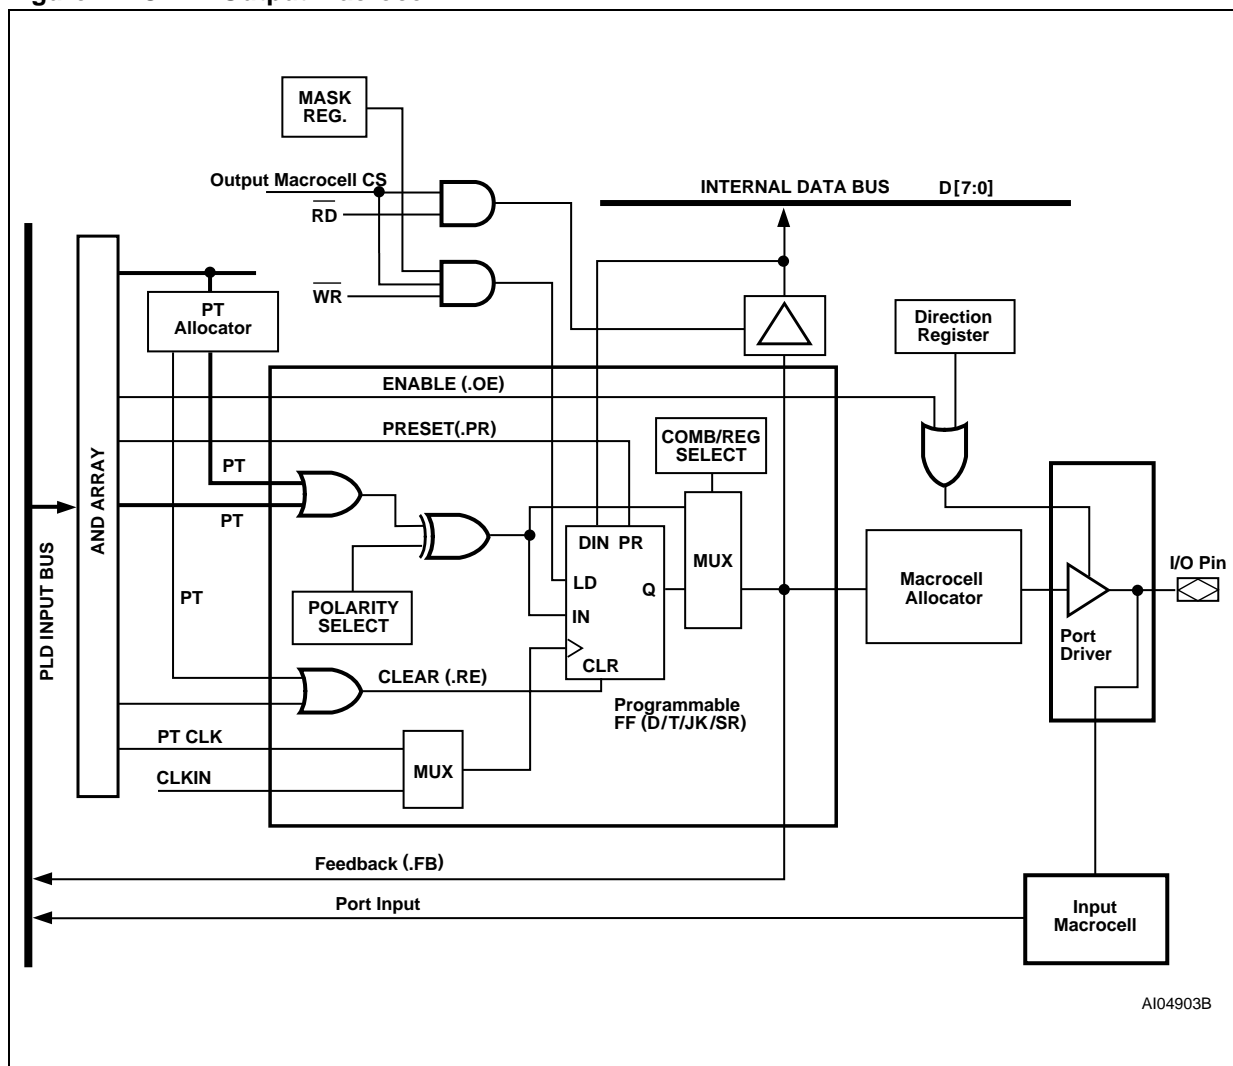 MASK
REG.
Output Macrocell CS
RD
WR
INTERNAL DATA BUS D[7:0]
PT
Allocator
Direction
Register
ENABLE (.OE)
PRESET(.PR)
COMB/REG
SELECT
PT
PT
AND ARRAY
PLD INPUT BUS
DIN PR
MUX
LD
Q
IN
CLR
POLARITY
SELECT
PT
Macrocell
Allocator
I/O Pin
Port
Driver
CLEAR (.RE)
Programmable
FF (D/T/JK/SR)
PT CLK
MUX
CLKIN
Feedback (.FB)
Port Input
Input
Macrocell
AI04903B